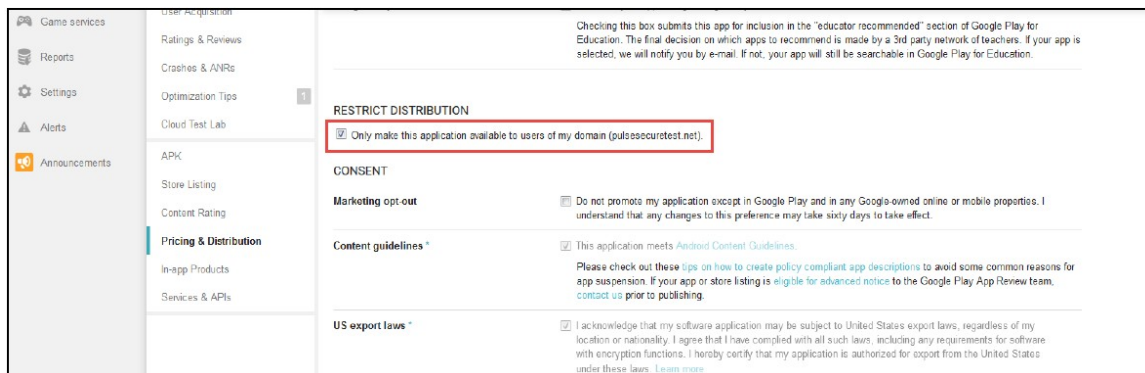 Game services
Reports
Settings
Alerts
Announcements
User Acquisition
Ratings & Reviews
Crashes & ANRs
Optimization Tips
1
Cloud Test Lab
APK
Store Listing
Content Rating
Pricing & Distribution
In-app Products
Services & APIs
Checking this box submits this app for inclusion in the "educator recommended" section of Google Play for
Education. The final decision on which apps to recommend is made by a 3rd party network of teachers. If your app is
selected, we will notify you by e-mail. If not, your app will still be searchable in Google Play for Education.
RESTRICT DISTRIBUTION
Only make this application available to users of my domain (pulsesecuretest.net).
CONSENT
Marketing opt-out
Do not promote my application except in Google Play and in any Google-owned online or mobile properties. I
understand that any changes to this preference may take sixty days to take effect.
Content guidelines *
This application meets Android Content Guidelines.
Please check out these tips on how to create policy compliant app descriptions to avoid some common reasons for
app suspension. If your app or store listing is eligible for advanced notice to the Google Play App Review team,
contact us prior to publishing.
US export laws *
I acknowledge that my software application may be subject to United States export laws, regardless of my
location or nationality. I agree that I have complied with all such laws, including any requirements for software
with encryption functions. I hereby certify that my application is authorized for export from the United States
under these laws. Learn more